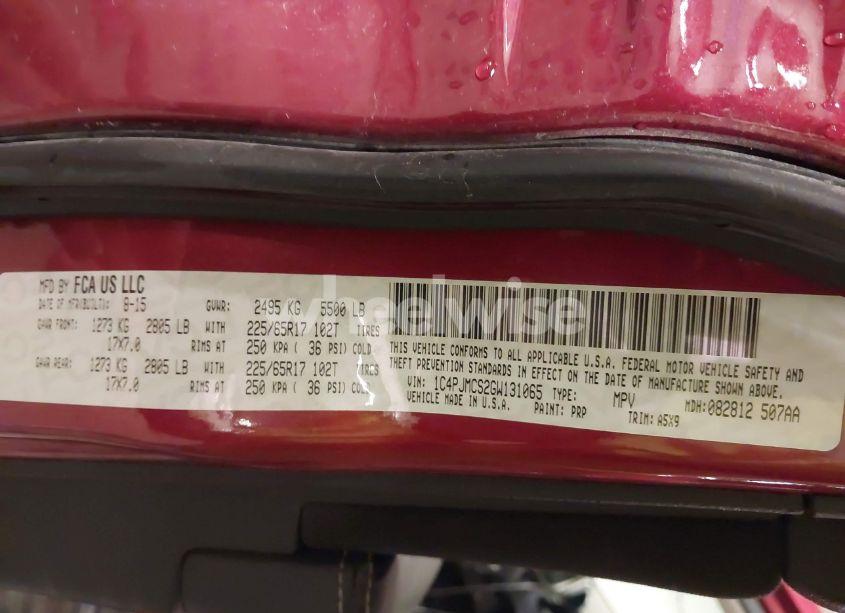 MFD BY FCA US LLC
DATE OF MFR(BUILT): 8-15 GVWR: 2495 KG 5500 LB
GAWR FRONT: 1273 KG 2805 LB WITH 225/65R17 102T TIRES
17X7.0 RIMS AT 250 KPA ( 36 PSI) COLD
GAWR REAR: 1273 KG 2805 LB WITH 225/65R17 102T TIRES
17X7.0 RIMS AT 250 KPA ( 36 PSI) COLD
THIS VEHICLE CONFORMS TO ALL APPLICABLE U.S.A. FEDERAL MOTOR VEHICLE SAFETY AND
THEFT PREVENTION STANDARDS IN EFFECT ON THE DATE OF MANUFACTURE SHOWN ABOVE.
VIN: 1C4PJMCS2GW131065 TYPE: MPV MDH:082812 507AA
VEHICLE MADE IN U.S.A. PAINT: PRP TRIM: A5X9
wheelwise